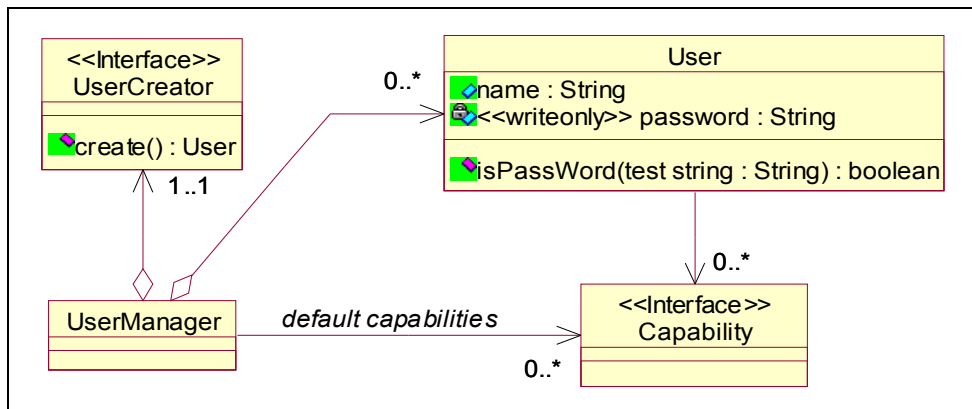 <<Interface>>
UserCreator
create() : User
1..1
0..*
User
name : String
<<writeonly>> password : String
isPassWord(test string : String) : boolean
0..*
UserManager
default capabilities
0..*
<<Interface>>
Capability